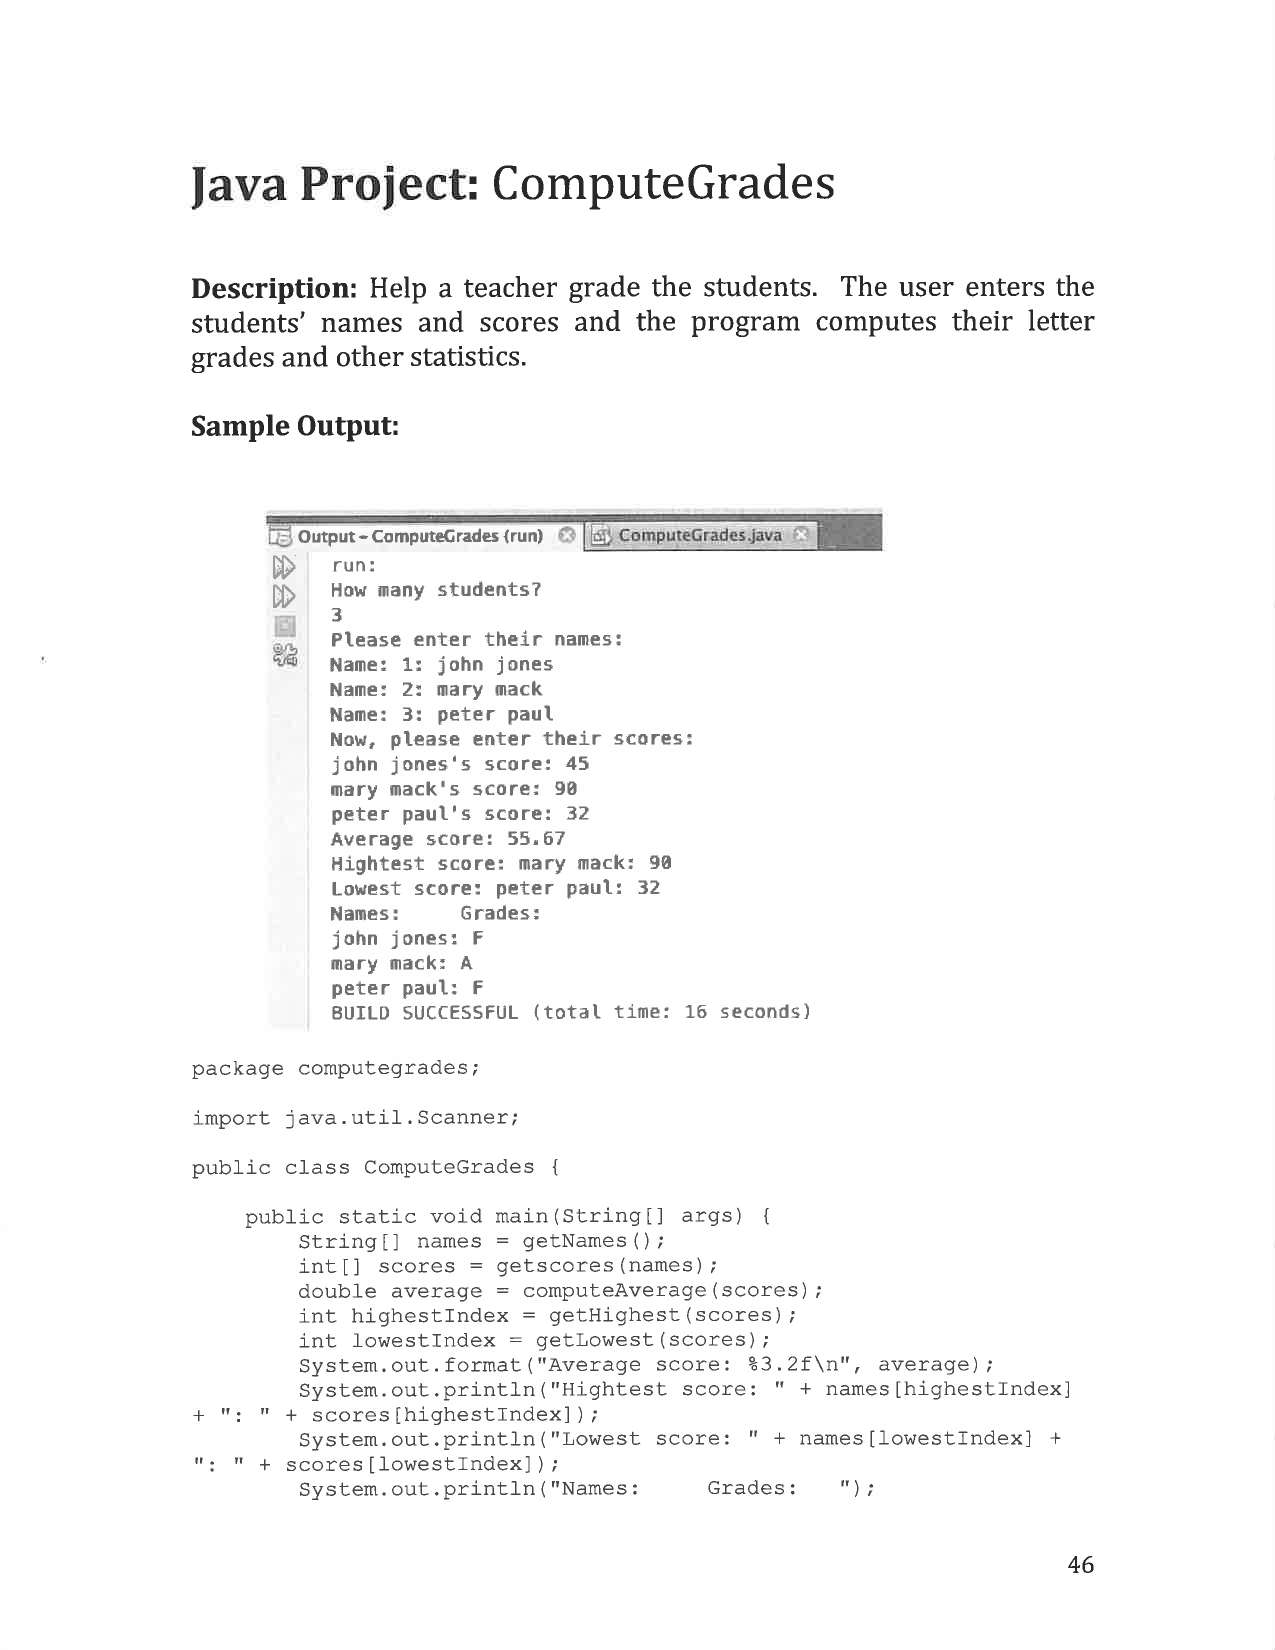 Java Project: ComputeGrades
Description: Help a teacher grade the students. The user enters the
students' names and scores and the program computes their letter
grades and other statistics.
Sample Output:
Output - ComputeGrades (run) ComputeGrades.java
run:
How many students?
3
Please enter their names:
Name: 1: john jones
Name: 2: mary mack
Name: 3: peter paul
Now, please enter their scores:
john jones's score: 45
mary mack's score: 90
peter paul's score: 32
Average score: 55.67
Hightest score: mary mack: 90
Lowest score: peter paul: 32
Names:     Grades:
john jones: F
mary mack: A
peter paul: F
BUILD SUCCESSFUL (total time: 16 seconds)
package computegrades;
import java.util.Scanner;
public class ComputeGrades {
    public static void main(String[] args) {
        String[] names = getNames();
        int[] scores = getscores(names);
        double average = computeAverage(scores);
        int highestIndex = getHighest(scores);
        int lowestIndex = getLowest(scores);
        System.out.format("Average score: %3.2f\n", average);
        System.out.println("Hightest score: " + names[highestIndex]
+ ": " + scores[highestIndex]);
        System.out.println("Lowest score: " + names[lowestIndex] +
": " + scores[lowestIndex]);
        System.out.println("Names:     Grades:   ");
46